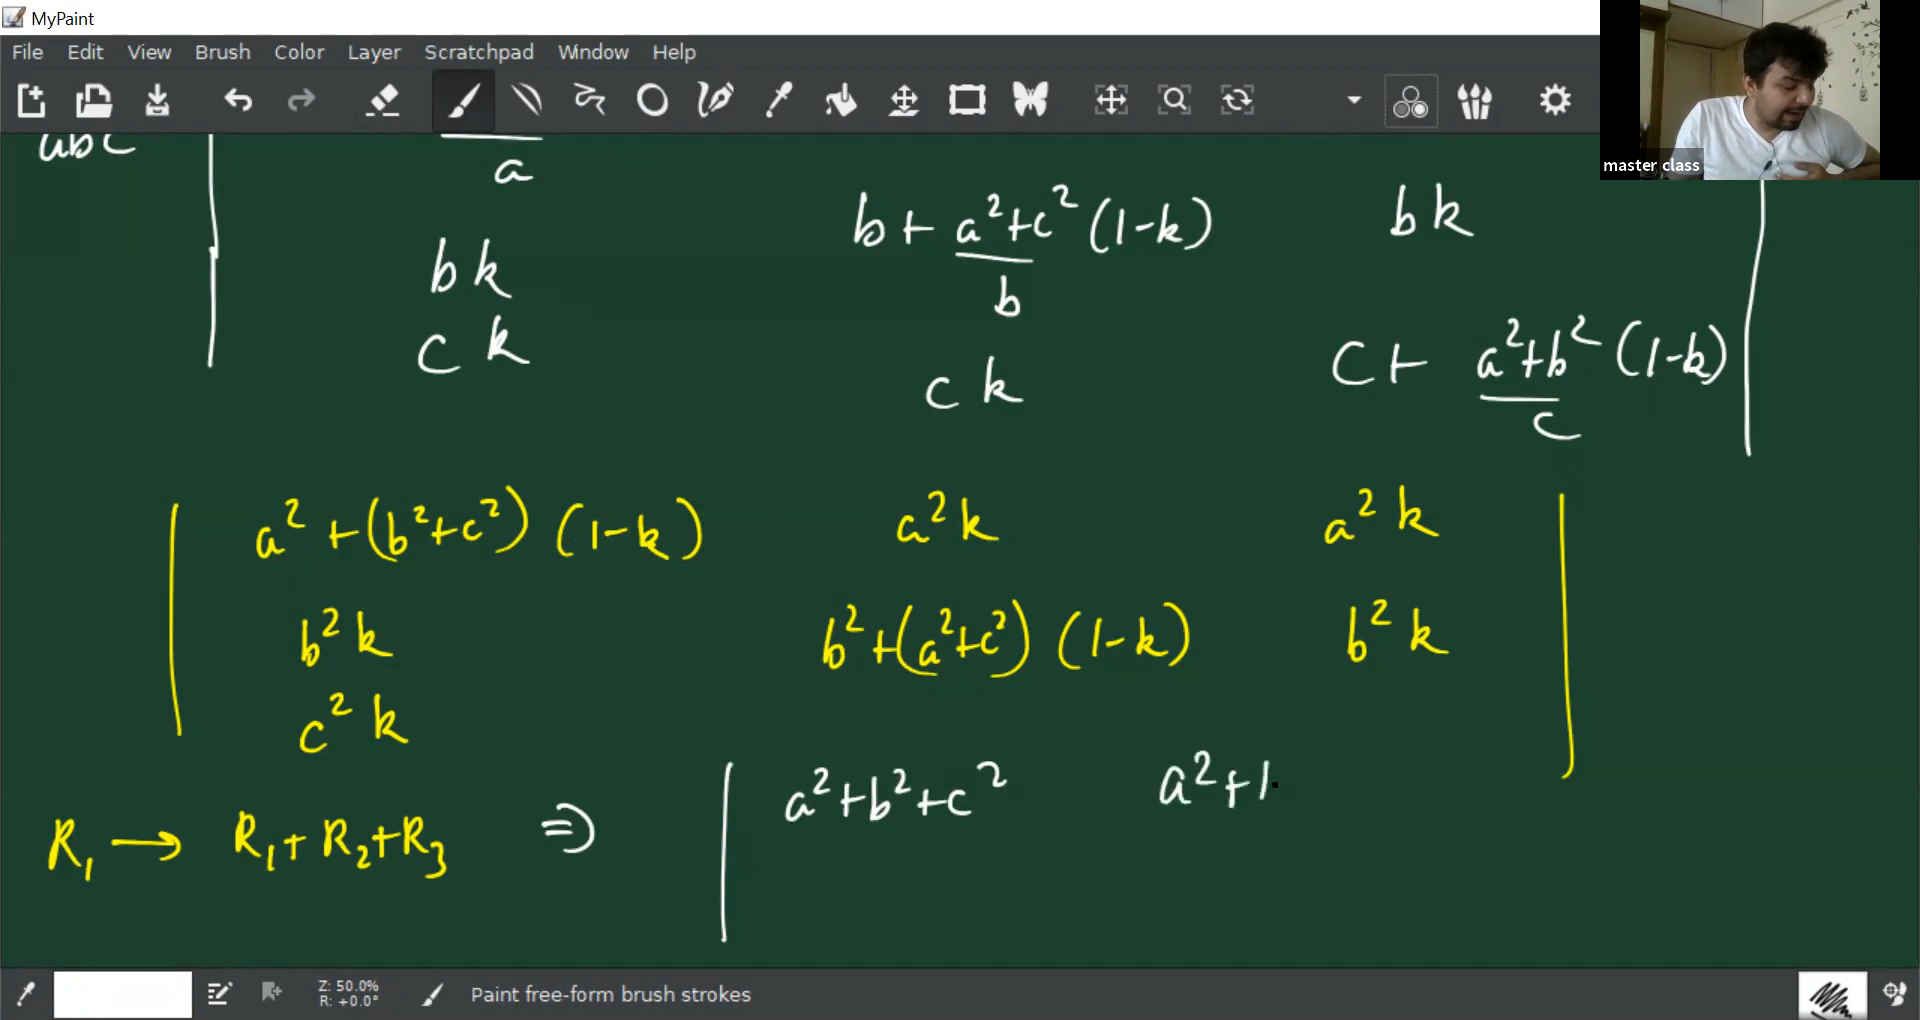 MyPaint
File Edit View Brush Color Layer Scratchpad Window Help
master class
abc
a
b + a²+c² (1-k) bk
b
bk
ck
ck
C + a²+b² (1-k)
c
a² + (b²+c²) (1-k) a²k a²k
b²k b²+(a²+c²) (1-k) b²k
c²k
a²+b²+c² a²+
R₁ → R₁+R₂+R₃ ⇒
Z: 50.0%
R: +0.0°
Paint free-form brush strokes